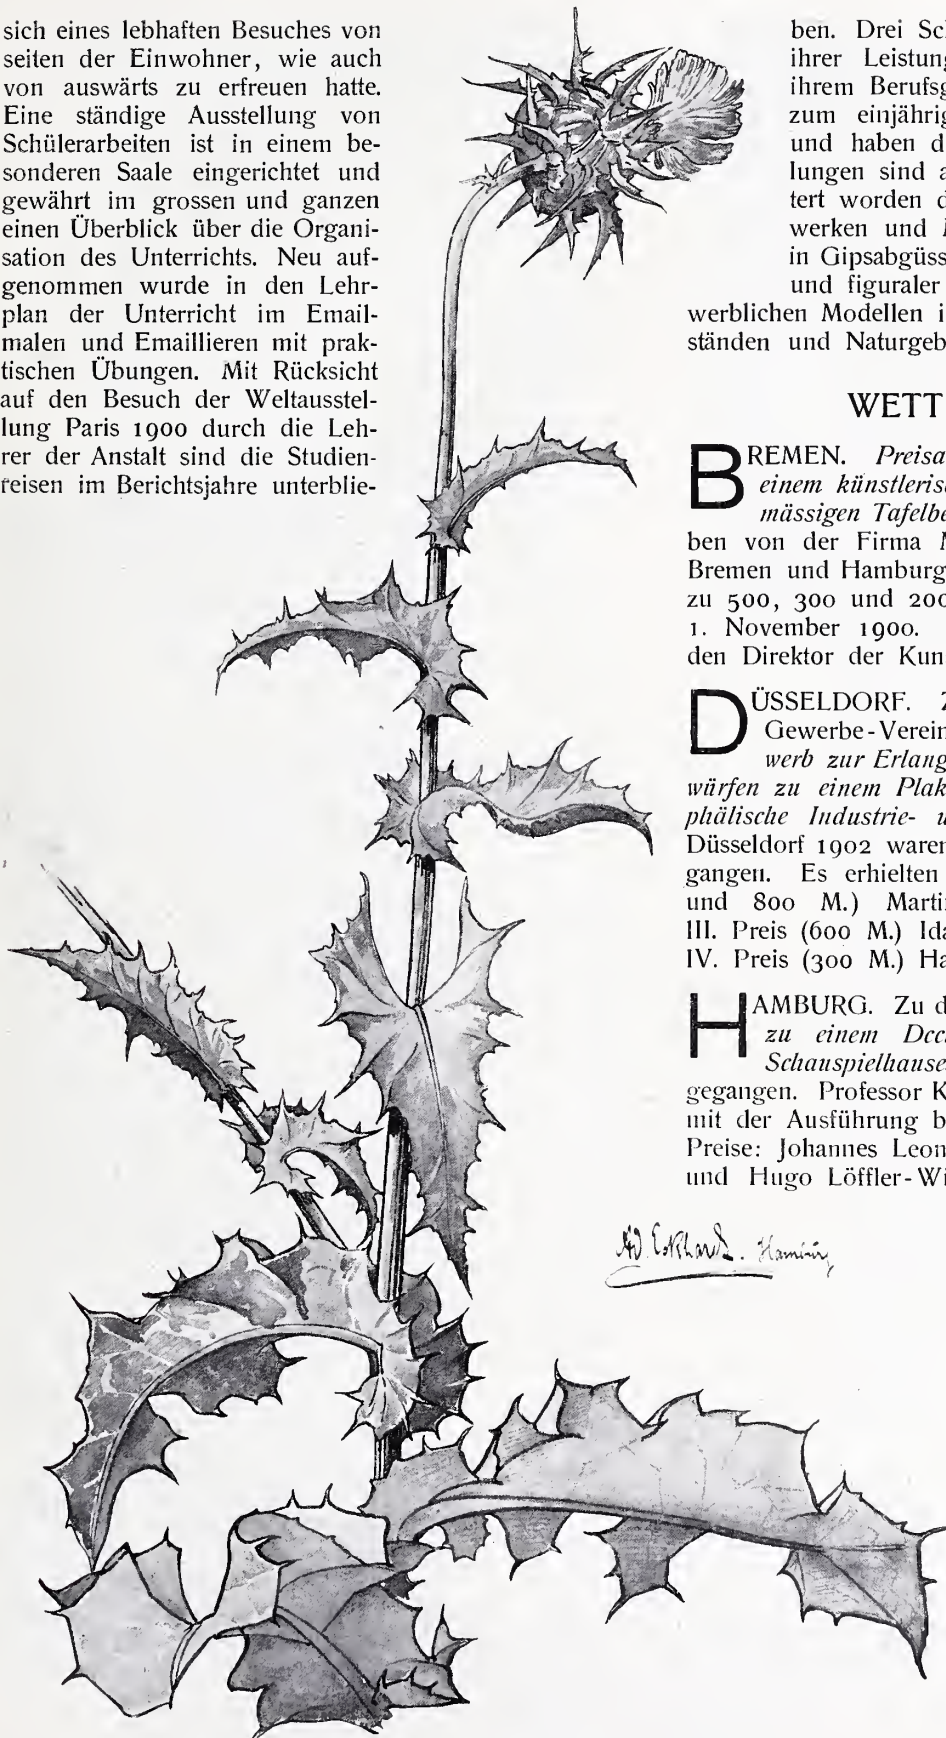 sich eines lebhaften Besuches von
seiten der Einwohner, wie auch
von auswärts zu erfreuen hatte.
Eine ständige Ausstellung von
Schülerarbeiten ist in einem be-
sonderen Saale eingerichtet und
gewährt im grossen und ganzen
einen Überblick über die Organi-
sation des Unterrichts. Neu auf-
genommen wurde in den Lehr-
plan der Unterricht im Email-
malen und Emaillieren mit prak-
tischen Übungen. Mit Rücksicht
auf den Besuch der Weltausstel-
lung Paris 1900 durch die Leh-
rer der Anstalt sind die Studien-
reisen im Berichtsjahre unterblie-
ben. Drei Sc
ihrer Leistung
ihrem Berufsg
zum einjährig
und haben d
lungen sind a
tert worden d
werken und
in Gipsabgüss
und figuraler
werblichen Modellen i
ständen und Naturgeb
WETT
BREMEN. Preisa
einem künstleris
mässigen Tafelbe
ben von der Firma
Bremen und Hamburg
zu 500, 300 und 200
1. November 1900.
den Direktor der Kun
DÜSSELDORF. Z
Gewerbe-Verein
werb zur Erlang
würfen zu einem Plak
phälische Industrie- u
Düsseldorf 1902 waren
gangen. Es erhielten
und 800 M.) Marti
III. Preis (600 M.) Ida
IV. Preis (300 M.) Ha
HAMBURG. Zu d
zu einem Dec
Schauspielhause
gegangen. Professor K
mit der Ausführung b
Preise: Johannes Leon
und Hugo Löffler-Wi
Ad. Eckhardt. Hamburg